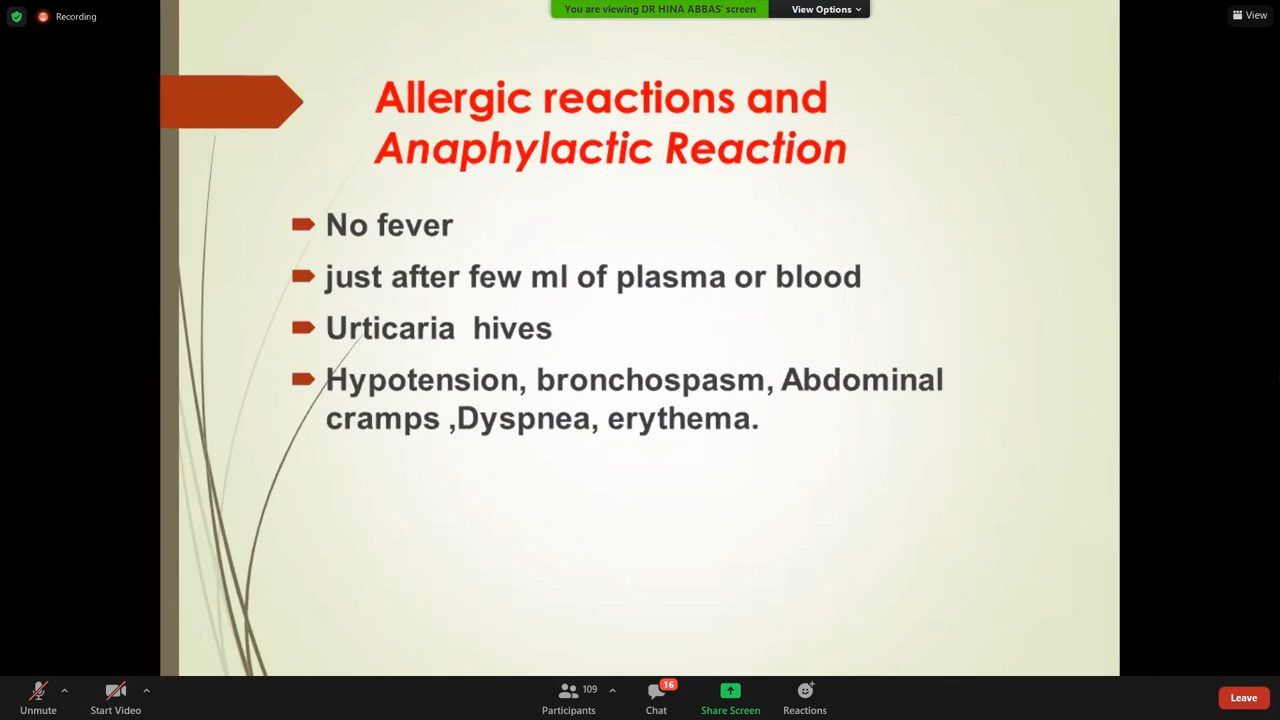 Recording
You are viewing DR HINA ABBAS' screen
View Options
View
Allergic reactions and
Anaphylactic Reaction
No fever
just after few ml of plasma or blood
Urticaria  hives
Hypotension, bronchospasm, Abdominal
cramps ,Dyspnea, erythema.
Unmute
Start Video
109
Participants
16
Chat
Share Screen
Reactions
Leave